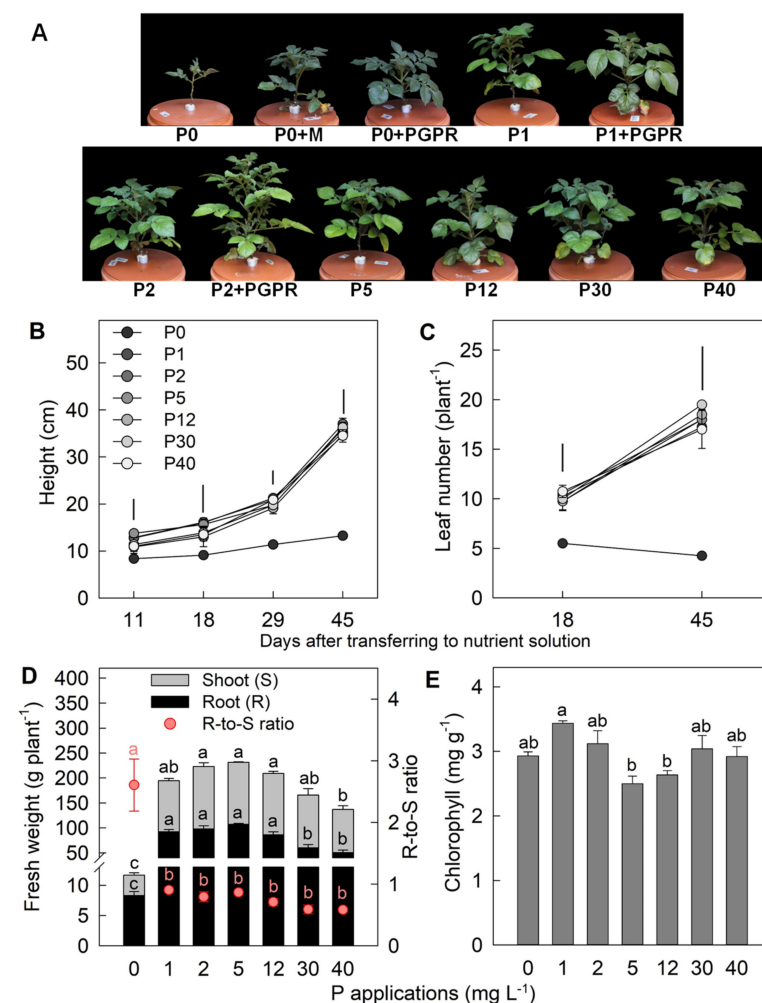 A
P0 P0+M P0+PGPR P1 P1+PGPR
P2 P2+PGPR P5 P12 P30 P40
B
Height (cm)
50
40
30
20
10
0
P0
P1
P2
P5
P12
P30
P40
11 18 29 45
C
Leaf number (plant⁻¹)
25
20
15
10
5
0
18 45
Days after transferring to nutrient solution
D
Fresh weight (g plant⁻¹)
400
350
300
250
200
150
100
50
10
5
0
Shoot (S)
Root (R)
R-to-S ratio
a
ab a a a ab b
a a a a b b
c
c
b b b b b b
4
3
2
1
0
R-to-S ratio
0 1 2 5 12 30 40
E
Chlorophyll (mg g⁻¹)
4
3
2
1
0
ab a ab b b ab ab
0 1 2 5 12 30 40
P applications (mg L⁻¹)